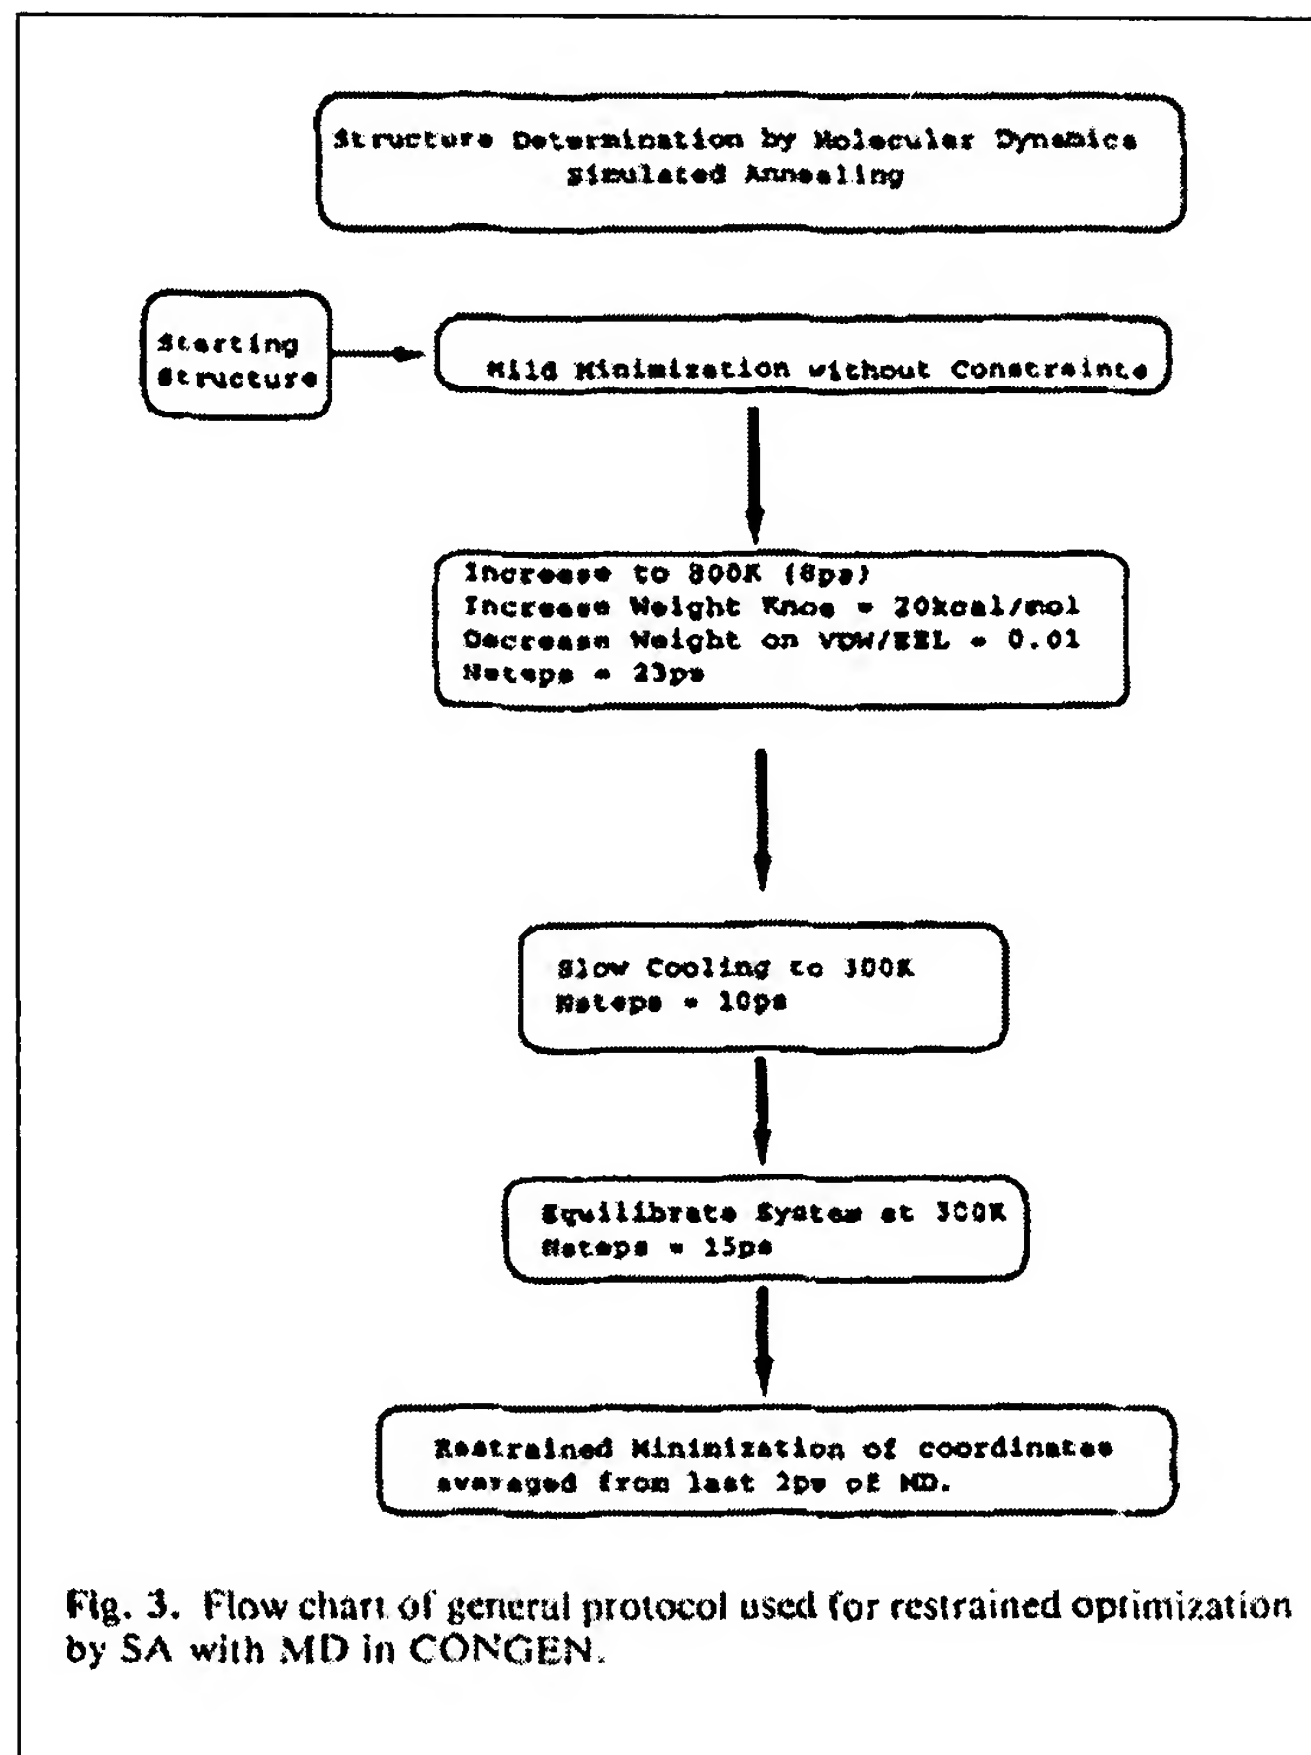 Structure Determination by Molecular Dynamics
Simulated Annealing
Starting
Structure
Mild Minimization without Constraints
Increase to 800K (8ps)
Increase Weight Knoe = 20kcal/mol
Decrease Weight on VDW/EEL = 0.01
Nsteps = 23ps
Slow Cooling to 300K
Nsteps = 10ps
Equilibrate System at 300K
Nsteps = 15ps
Restrained Minimization of coordinates
averaged from last 2ps of MD.
Fig. 3. Flow chart of general protocol used for restrained optimization
by SA with MD in CONGEN.